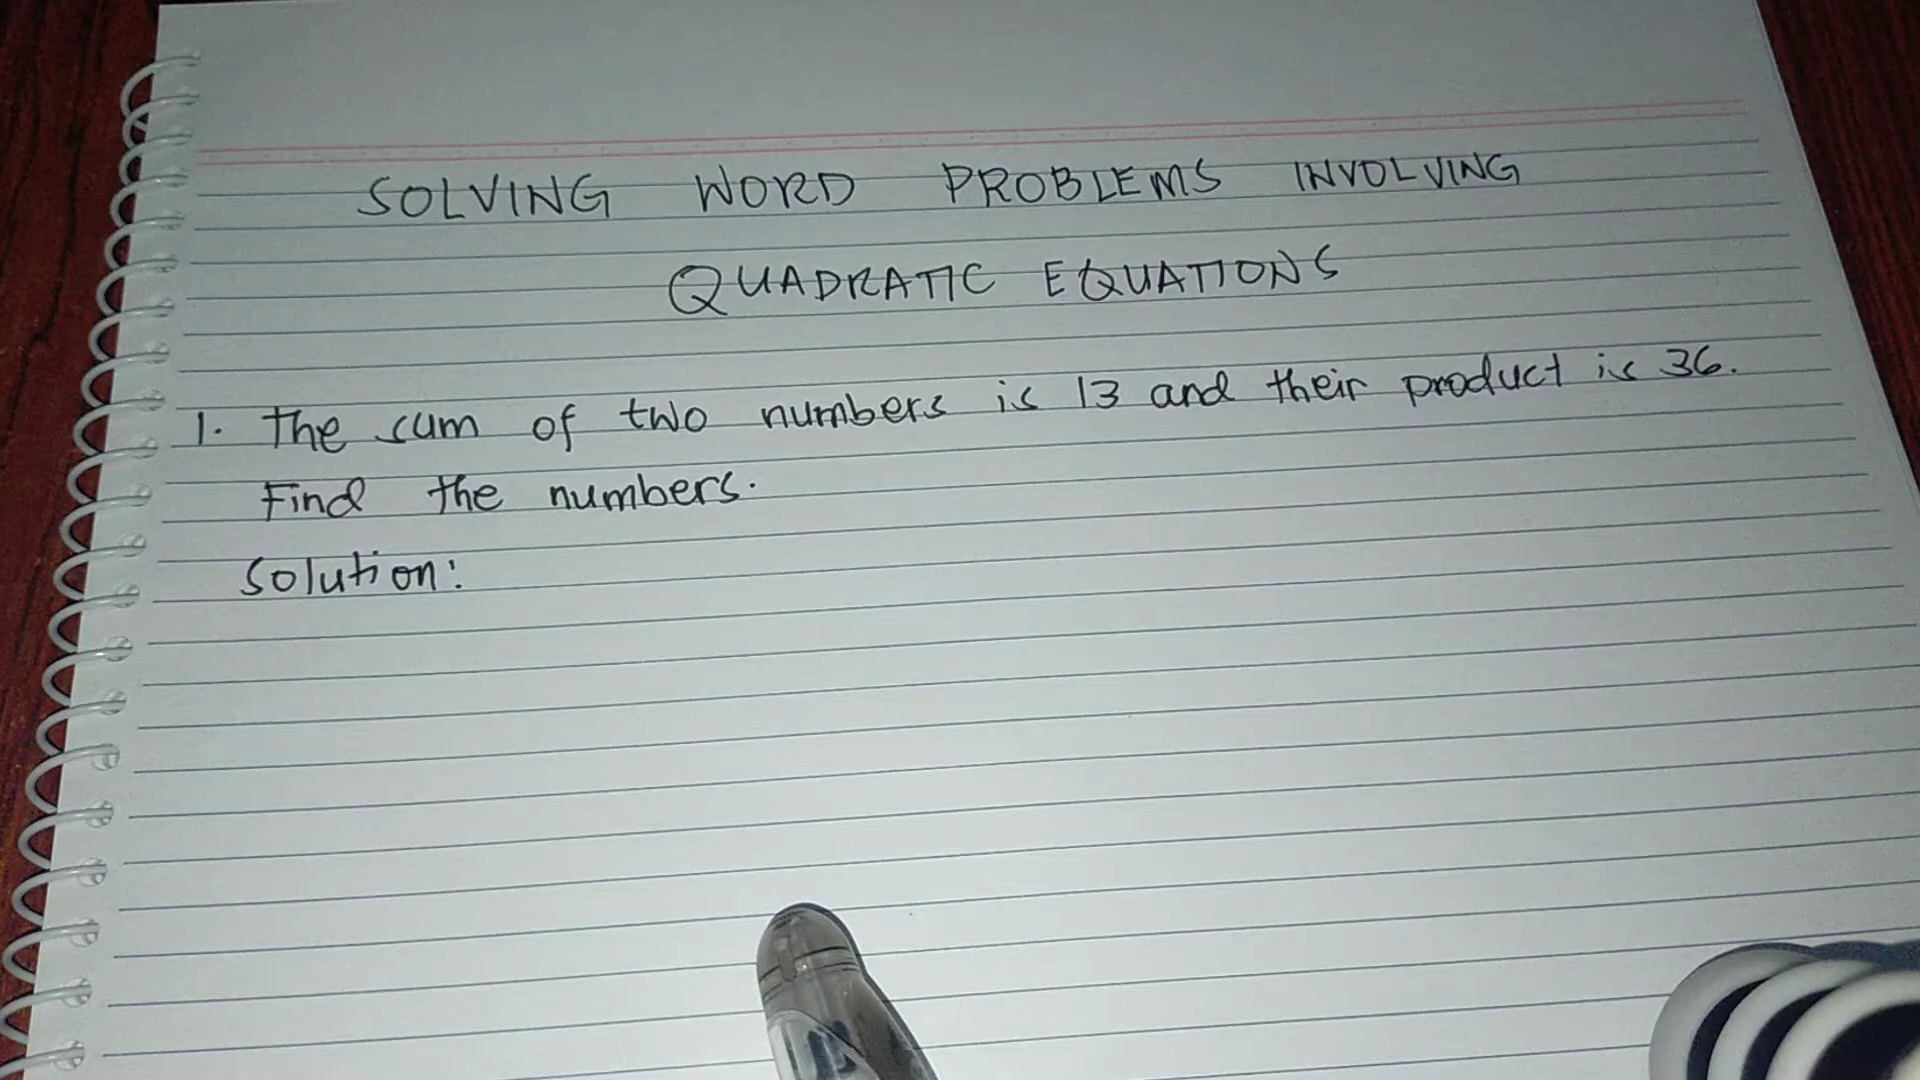 SOLVING WORD PROBLEMS INVOLVING
QUADRATIC EQUATIONS
1. The sum of two numbers is 13 and their product is 36.
Find the numbers.
Solution: